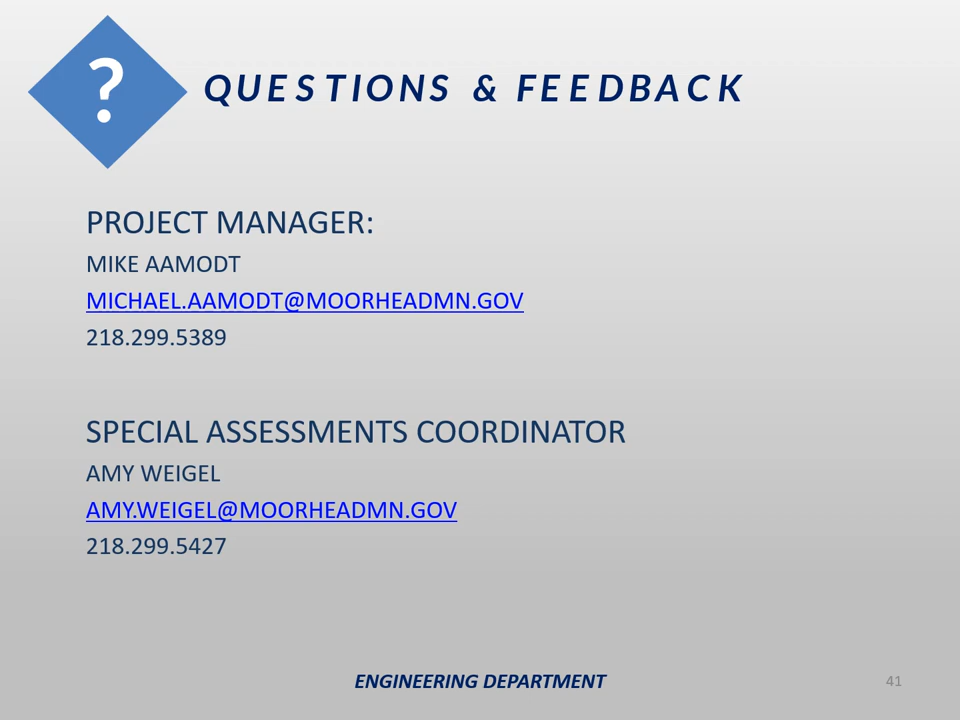 ?
QUESTIONS & FEEDBACK
PROJECT MANAGER:
MIKE AAMODT
MICHAEL.AAMODT@MOORHEADMN.GOV
218.299.5389
SPECIAL ASSESSMENTS COORDINATOR
AMY WEIGEL
AMY.WEIGEL@MOORHEADMN.GOV
218.299.5427
ENGINEERING DEPARTMENT
41